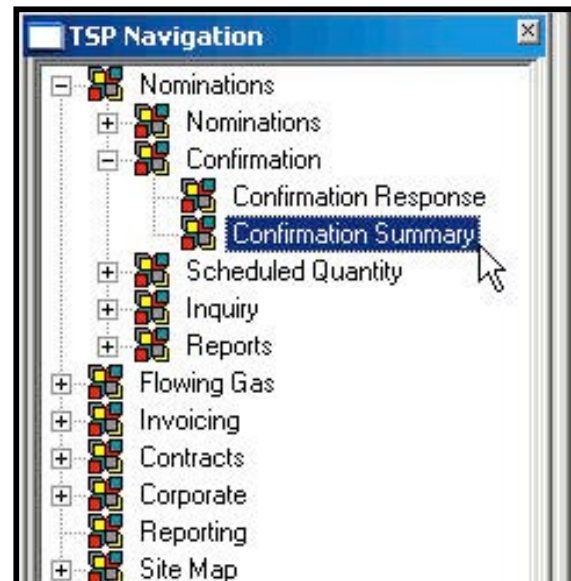 TSP Navigation
Nominations
Nominations
Confirmation
Confirmation Response
Confirmation Summary
Scheduled Quantity
Inquiry
Reports
Flowing Gas
Invoicing
Contracts
Corporate
Reporting
Site Map